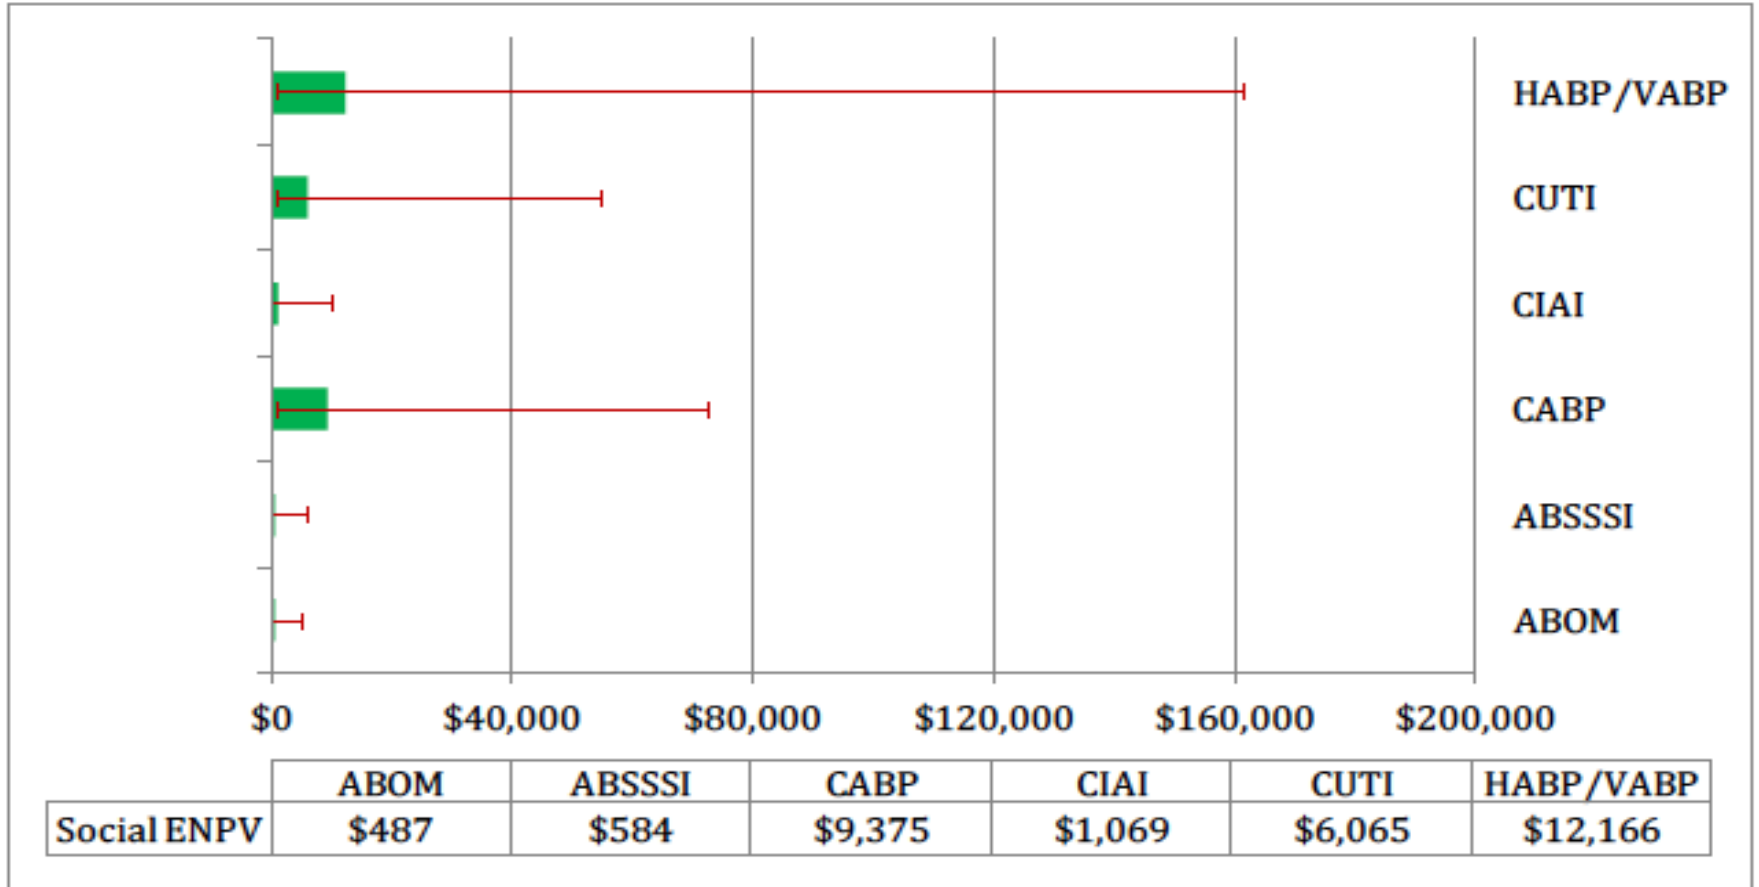 HABP/VABP
CUTI
CIAI
CABP
ABSSSI
ABOM
$0 $40,000 $80,000 $120,000 $160,000 $200,000
ABOM ABSSSI CABP CIAI CUTI HABP/VABP
Social ENPV $487 $584 $9,375 $1,069 $6,065 $12,166